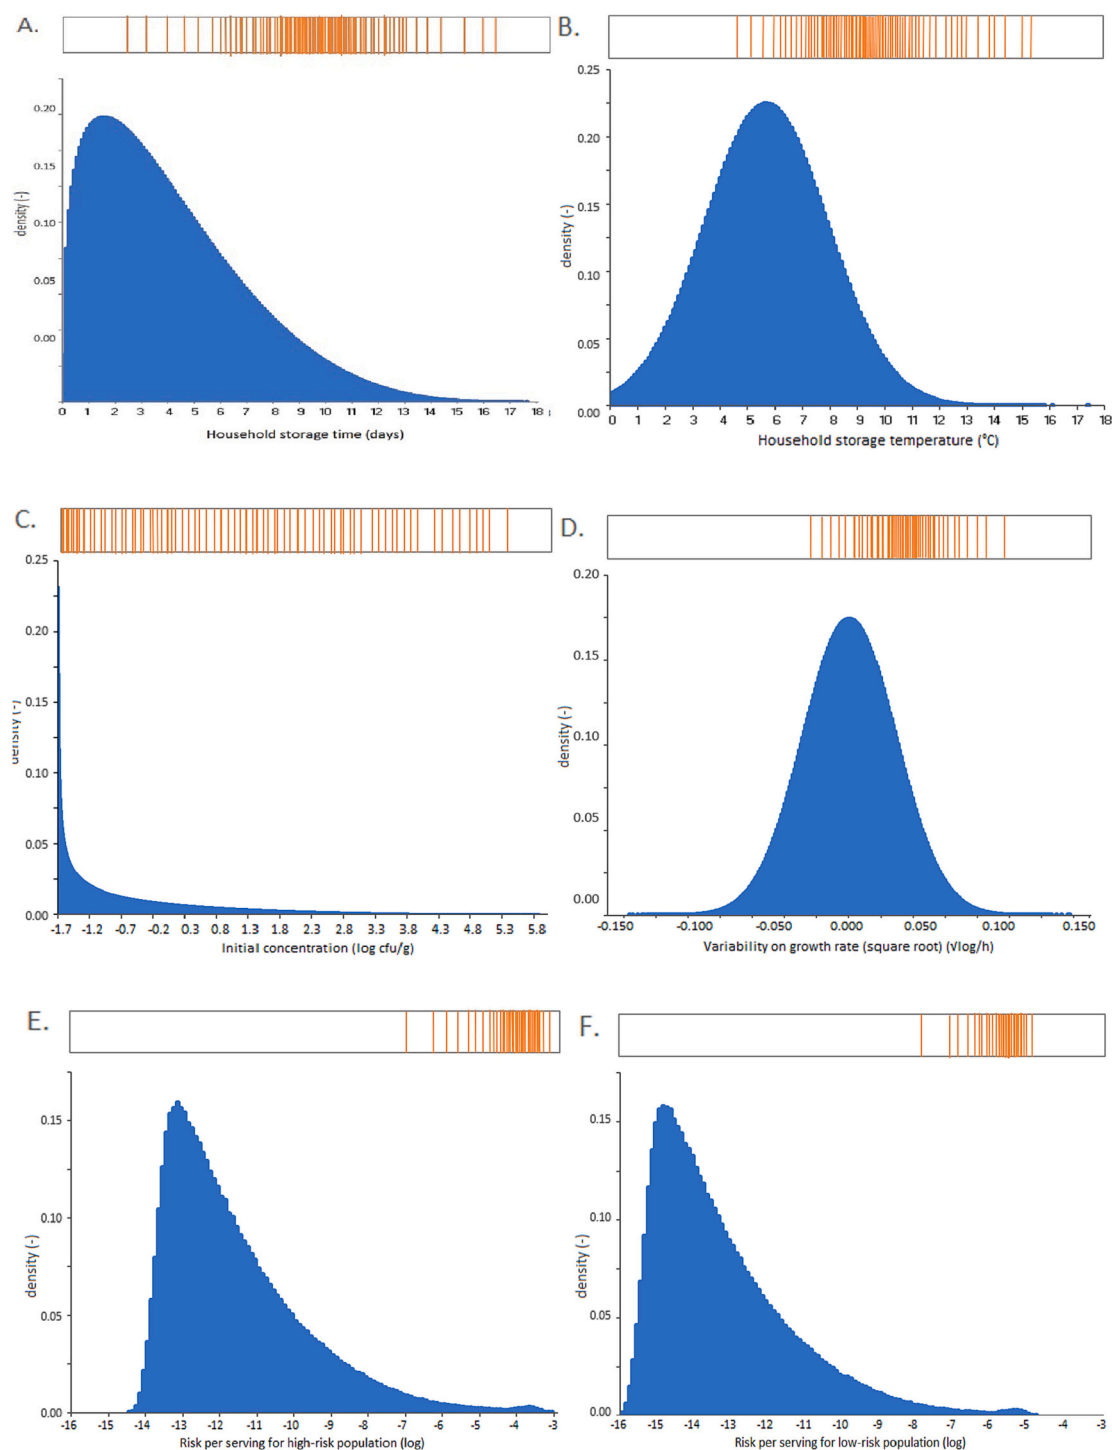 A.
0.20
0.15
0.10
0.05
0.00
density (-)
0 1 2 3 4 5 6 7 8 9 10 11 12 13 14 15 16 17 18
Household storage time (days)
B.
0.25
0.20
0.15
0.10
0.05
0.00
density (-)
0 1 2 3 4 5 6 7 8 9 10 11 12 13 14 15 16 17 18
Household storage temperature (°C)
C.
0.25
0.20
0.15
0.10
0.05
0.00
density (-)
-1.7 -1.2 -0.7 -0.2 0.3 0.8 1.3 1.8 2.3 2.8 3.3 3.8 4.3 4.8 5.3 5.8
Initial concentration (log cfu/g)
D.
0.20
0.15
0.10
0.05
0.00
density (-)
-0.150 -0.100 -0.050 0.000 0.050 0.100 0.150
Variability on growth rate (square root) (√log/h)
E.
0.15
0.10
0.05
0.00
density (-)
-16 -14 -13 -12 -11 -10 -9 -8 -7 -6 -5 -4 -3
Risk per serving for high-risk population (log)
F.
0.15
0.10
0.05
0.00
density (-)
-16 -15 -14 -13 -12 -11 -10 -9 -8 -7 -6 -5 -4 -3
Risk per serving for low-risk population (log)